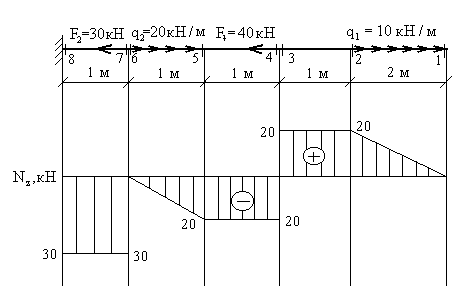 F₂=30кН q₂=20кН/м F₁=40кН q₁ = 10 кН/м
8 7 6 5 4 3 2 1
1 м 1 м 1 м 1 м 2 м
20 20
N_z,кН +
−
20 20
30 30